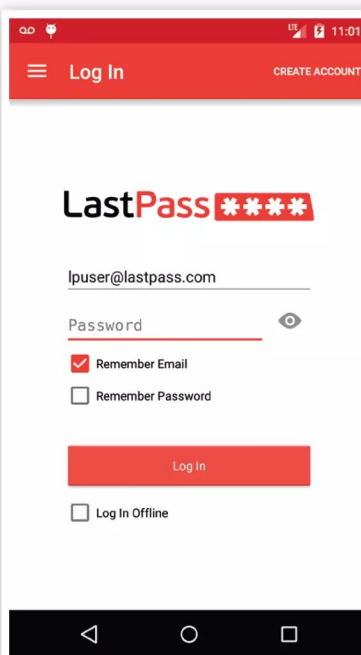 LTE 11:01
Log In CREATE ACCOUNT
LastPass ****
lpuser@lastpass.com
Password
Remember Email
Remember Password
Log In
Log In Offline